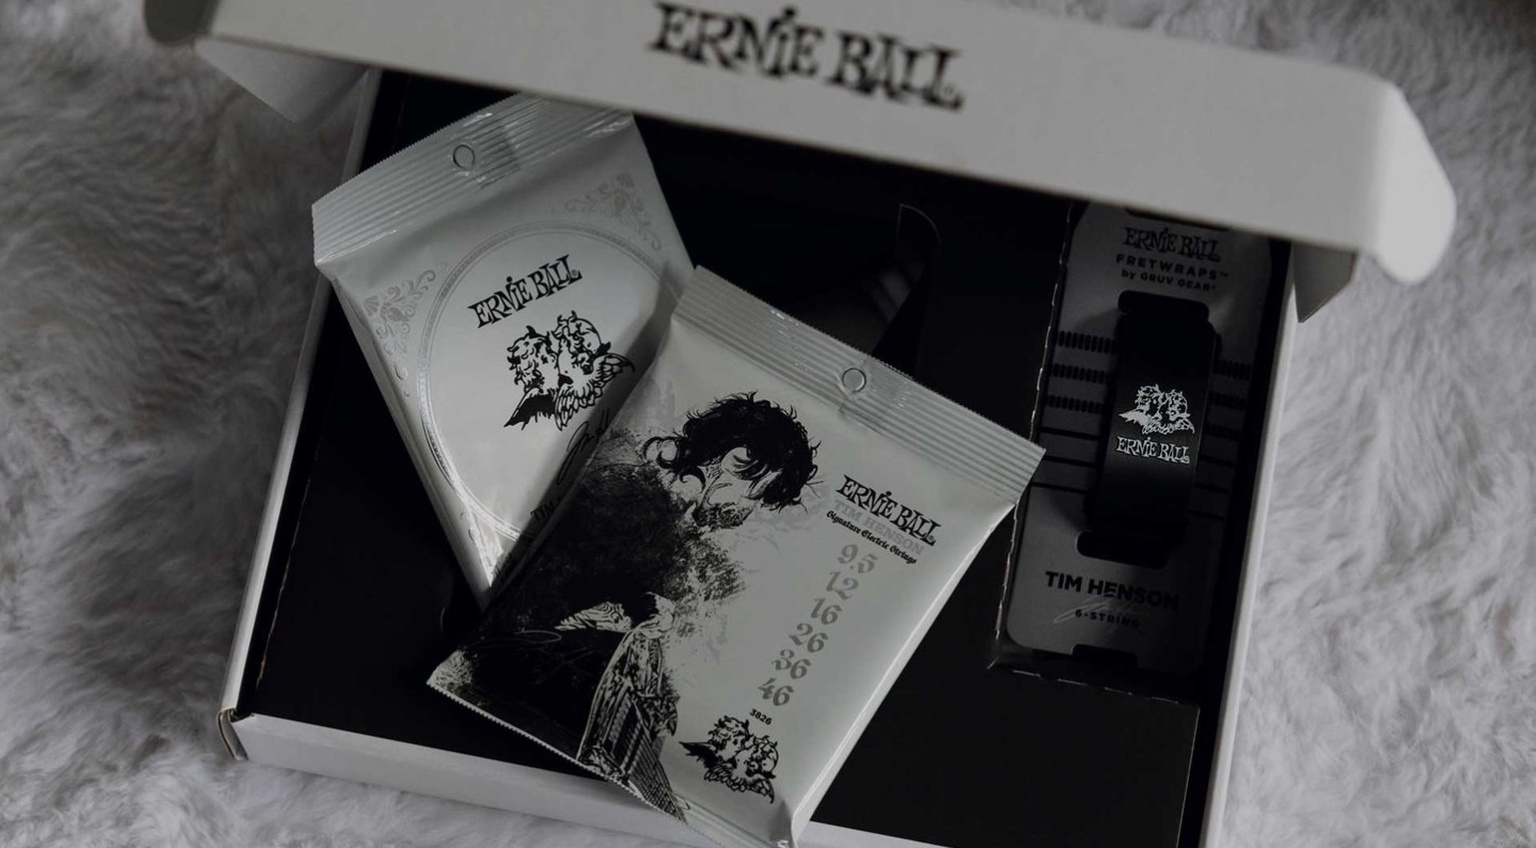 ERNIE BALL
ERNIE BALL
ERNIE BALL
TIM HENSON
Signature Electric Strings
9.5
12
16
26
36
46
3826
ERNIE BALL
FRETWRAPS™
by GRUV GEAR®
ERNIE BALL
TIM HENSON
6-STRING